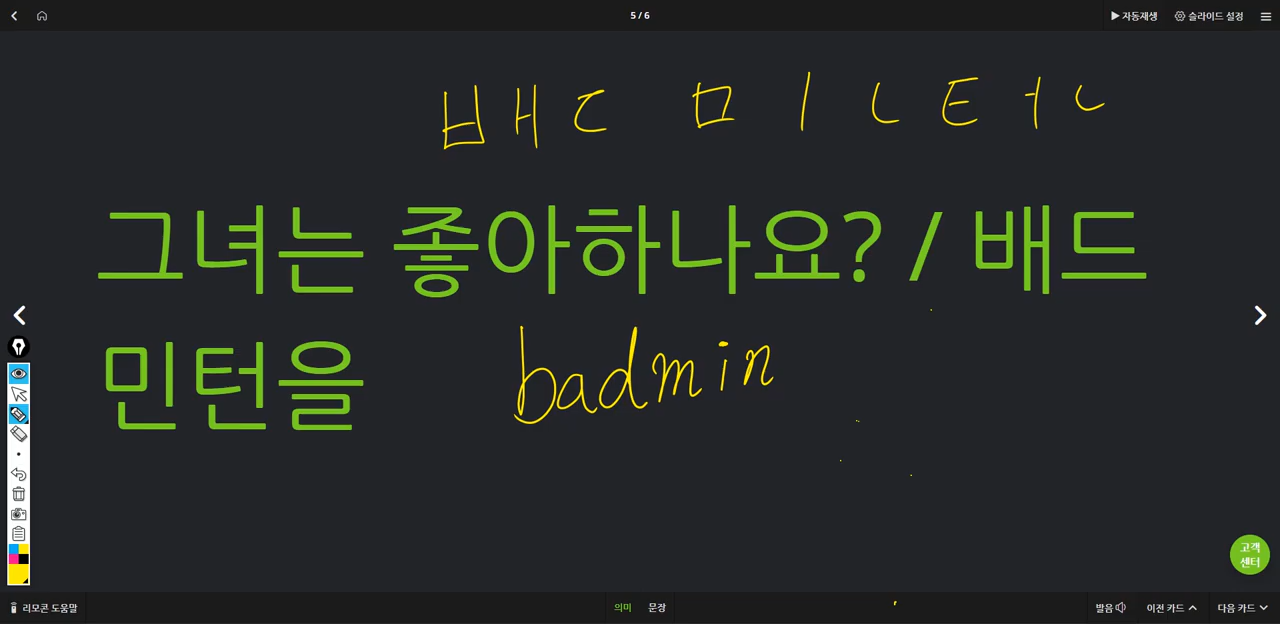 5 / 6
자동재생
슬라이드 설정
ㅂ ㅐ ㄷ ㅁ ㅣ ㄴ ㅌ ㅓ ㄴ
그녀는 좋아하나요? / 배드
민턴을
badmin
고객
센터
리모콘 도움말
의미
문장
발음
이전 카드
다음 카드